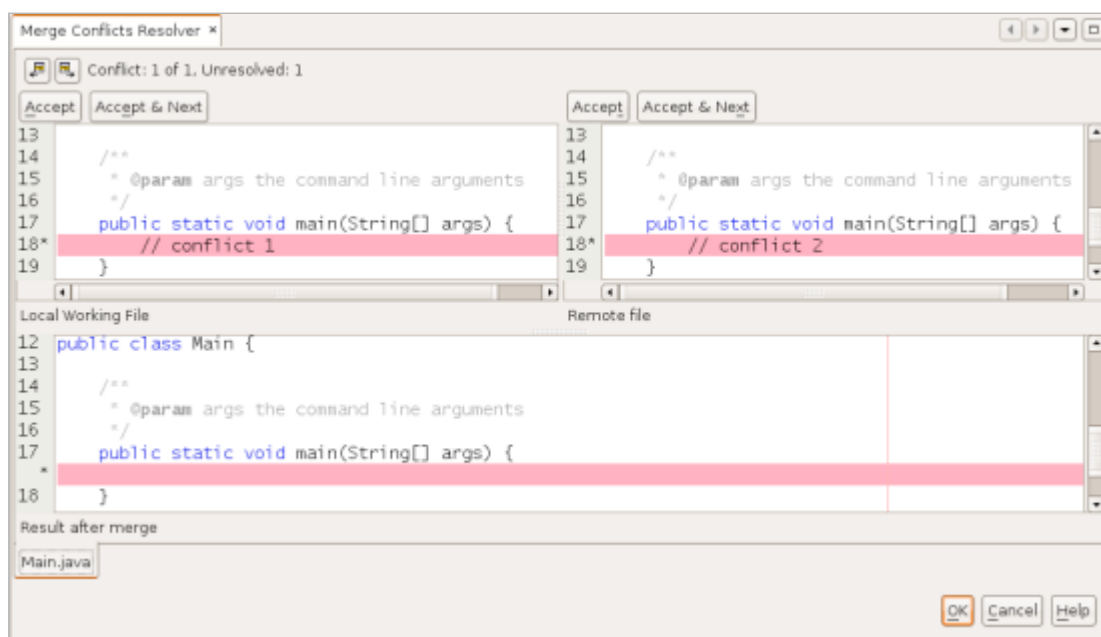 Merge Conflicts Resolver ×
Conflict: 1 of 1, Unresolved: 1
Accept Accept & Next
13
14 /**
15 * @param args the command line arguments
16 */
17 public static void main(String[] args) {
18* // conflict 1
19 }
Local Working File
Accept Accept & Next
13
14 /**
15 * @param args the command line arguments
16 */
17 public static void main(String[] args) {
18* // conflict 2
19 }
Remote file
12 public class Main {
13
14 /**
15 * @param args the command line arguments
16 */
17 public static void main(String[] args) {
*
18 }
Result after merge
Main.java
OK Cancel Help